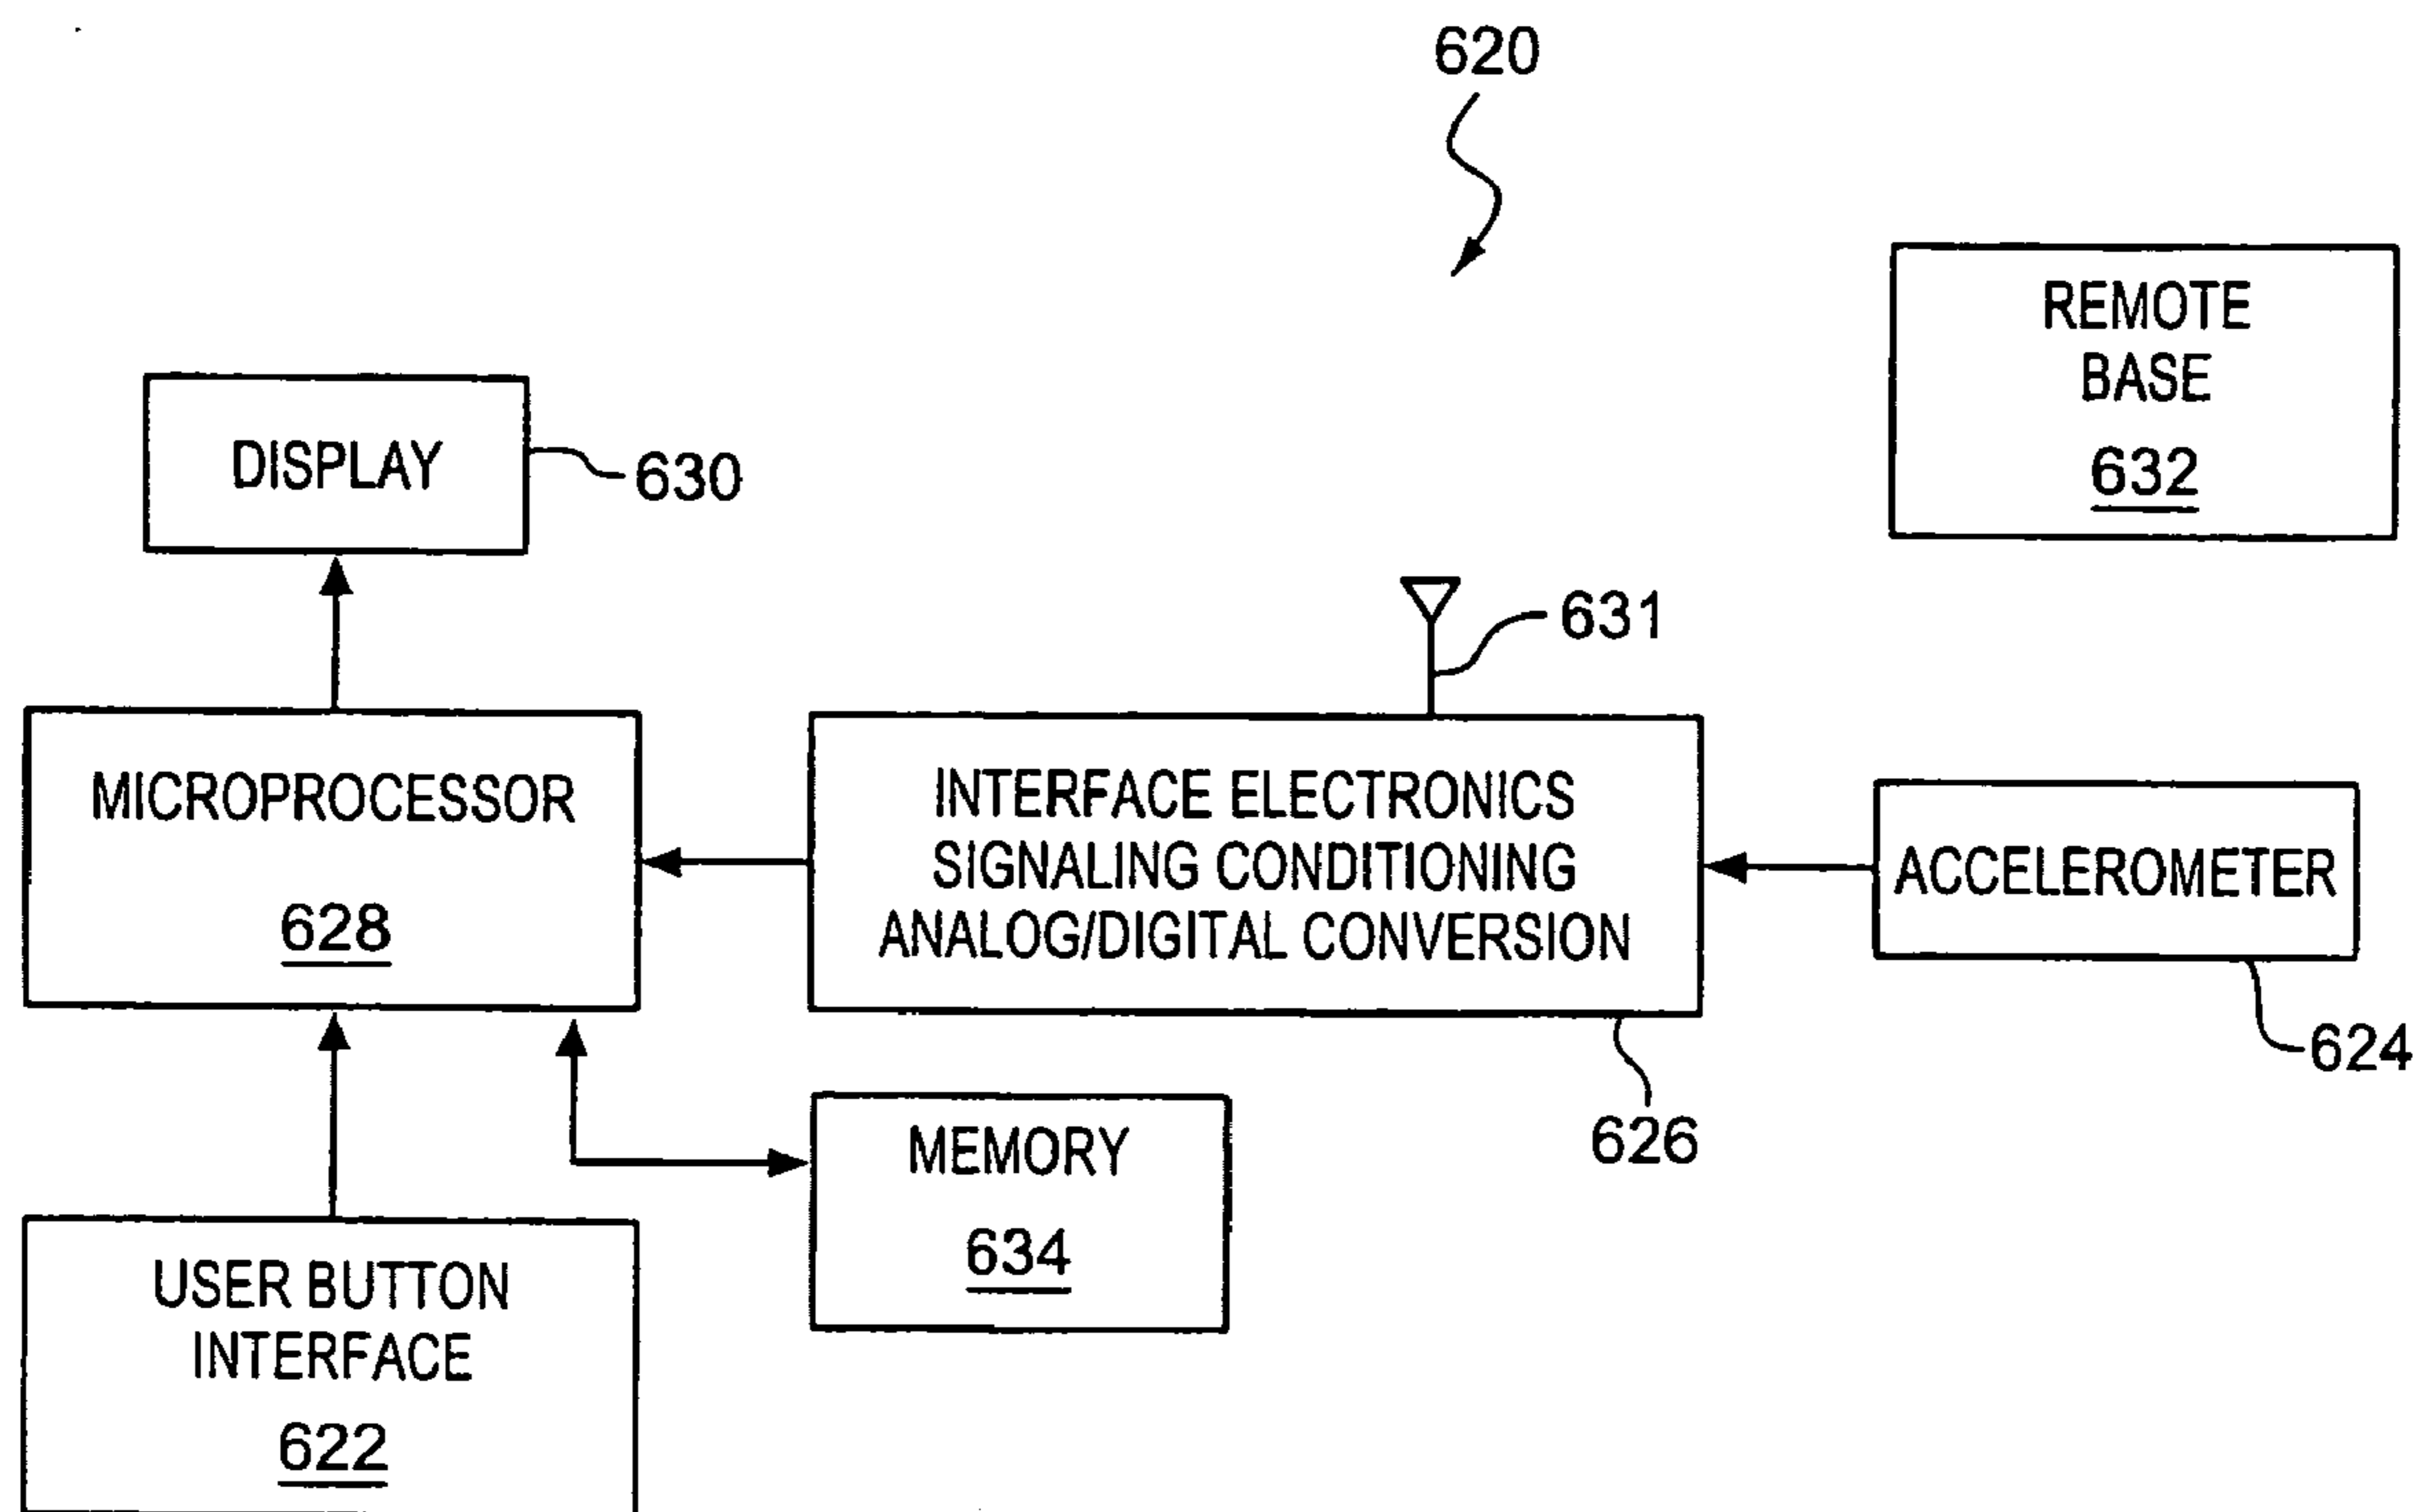 620
REMOTE
BASE
632
DISPLAY
630
631
MICROPROCESSOR
628
INTERFACE ELECTRONICS
SIGNALING CONDITIONING
ANALOG/DIGITAL CONVERSION
626
ACCELEROMETER
624
MEMORY
634
USER BUTTON
INTERFACE
622